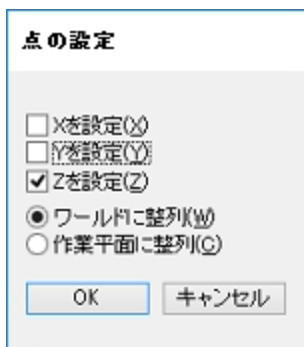 点の設定
Xを設定(X)
Yを設定(Y)
Zを設定(Z)
ワールドに整列(W)
作業平面に整列(C)
OK キャンセル